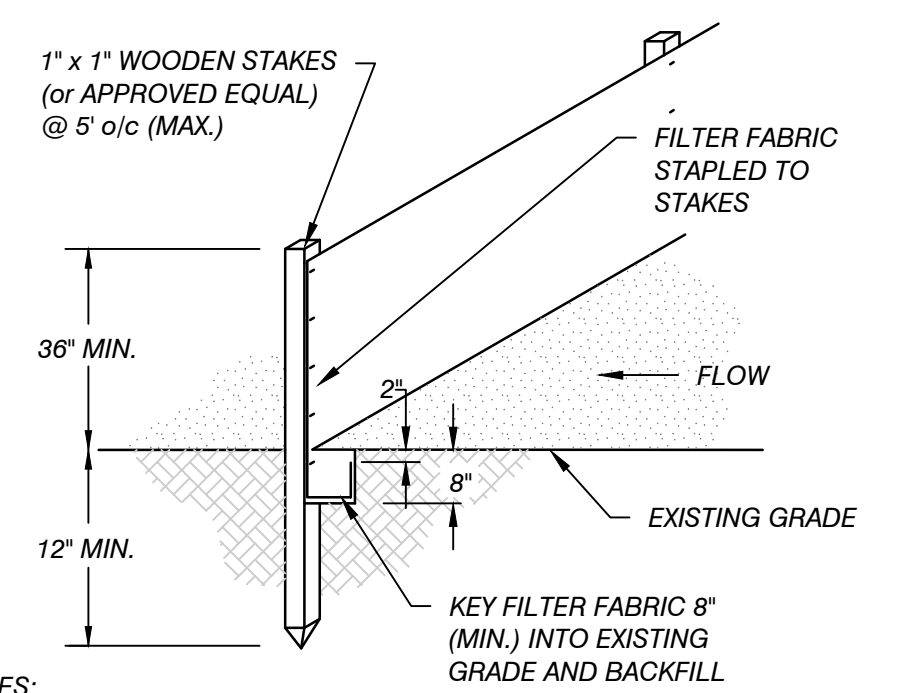 1" x 1" WOODEN STAKES
(or APPROVED EQUAL)
@ 5' o/c (MAX.)
FILTER FABRIC
STAPLED TO
STAKES
36" MIN.
2"
FLOW
8"
EXISTING GRADE
12" MIN.
KEY FILTER FABRIC 8"
(MIN.) INTO EXISTING
GRADE AND BACKFILL